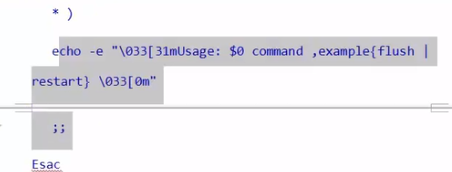 * )
echo -e "\033[31mUsage: $0 command ,example{flush |
restart} \033[0m"
;;
Esac